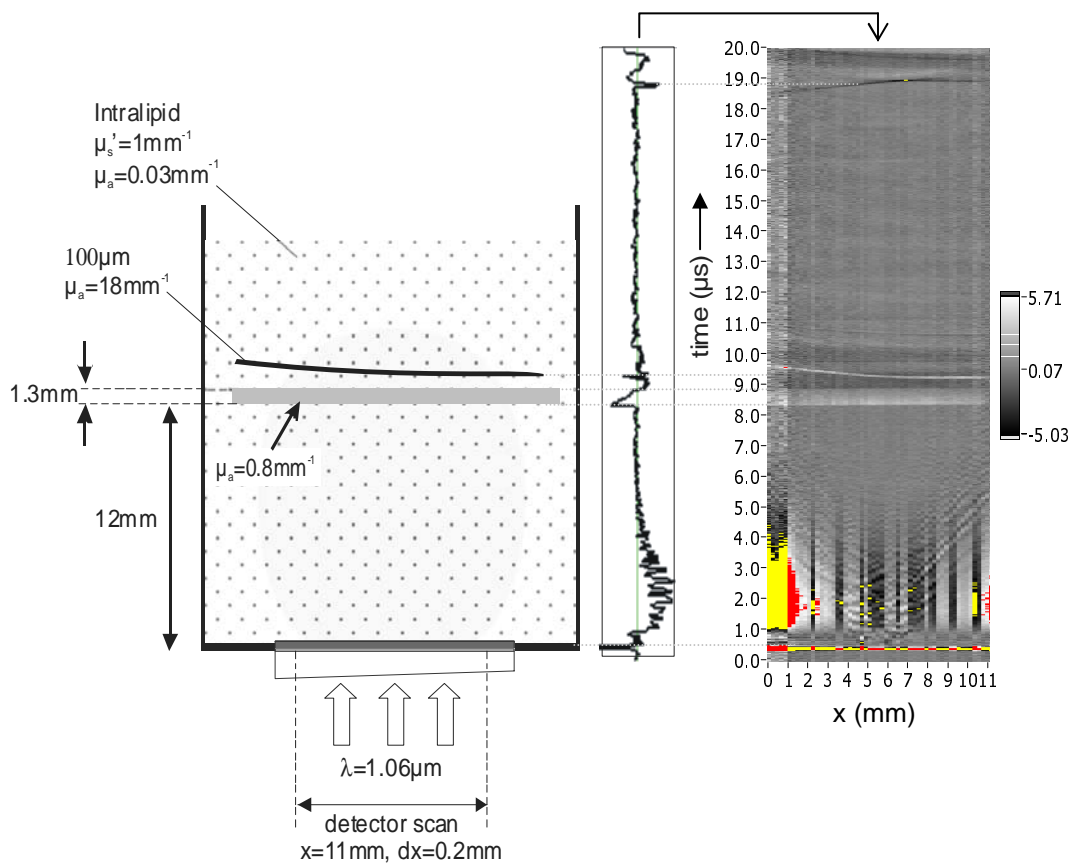 Intralipid
μs'=1mm-1
μa=0.03mm-1
100μm
μa=18mm-1
1.3mm
μa=0.8mm-1
12mm
λ=1.06μm
detector scan
x=11mm, dx=0.2mm
time (μs)
20.0
19.0
18.0
17.0
16.0
15.0
14.0
13.0
12.0
11.0
10.0
9.0
8.0
7.0
6.0
5.0
4.0
3.0
2.0
1.0
0.0
0 1 2 3 4 5 6 7 8 9 10 11
x (mm)
5.71
0.07
-5.03